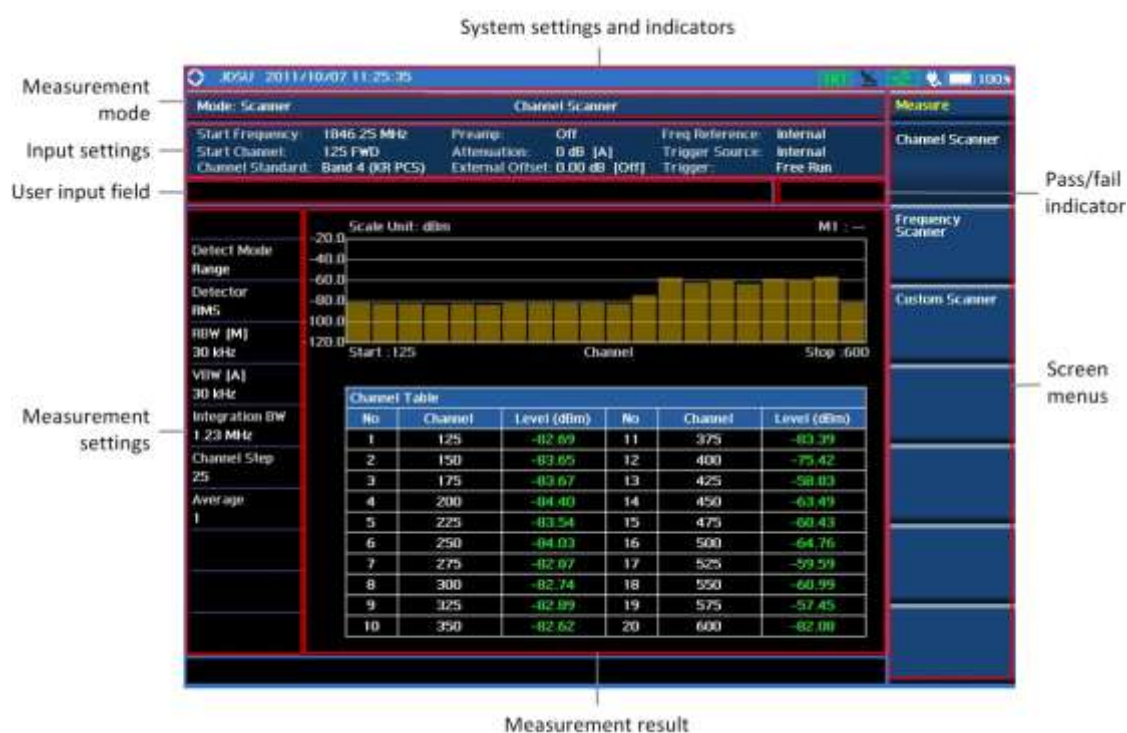 System settings and indicators
JDSU 2011/10/07 11:25:35
100%
Measurement mode
Mode: Scanner Channel Scanner
Measure
Input settings
Start Frequency: 1846.25 MHz Preamp: Off Freq Reference: Internal
Start Channel: 125 FWD Attenuation: 0 dB [A] Trigger Source: Internal
Channel Standard: Band 4 (KR PCS) External Offset: 0.00 dB [Off] Trigger: Free Run
Channel Scanner
User input field
Pass/fail indicator
Frequency Scanner
Custom Scanner
Screen menus
Measurement settings
Detect Mode
Range
Detector
RMS
RBW [M]
30 kHz
VBW [A]
30 kHz
Integration BW
1.23 MHz
Channel Step
25
Average
1
Scale Unit: dBm M1 : --
-20.0
-40.0
-60.0
-80.0
100.0
120.0
Start :125 Channel Stop :600
Channel Table
No Channel Level (dBm) No Channel Level (dBm)
1 125 -82.69 11 375 -83.39
2 150 -83.65 12 400 -75.42
3 175 -83.67 13 425 -58.03
4 200 -84.40 14 450 -63.49
5 225 -83.54 15 475 -60.43
6 250 -84.03 16 500 -64.76
7 275 -82.07 17 525 -59.59
8 300 -82.74 18 550 -60.99
9 325 -82.89 19 575 -57.45
10 350 -82.62 20 600 -82.00
Measurement result